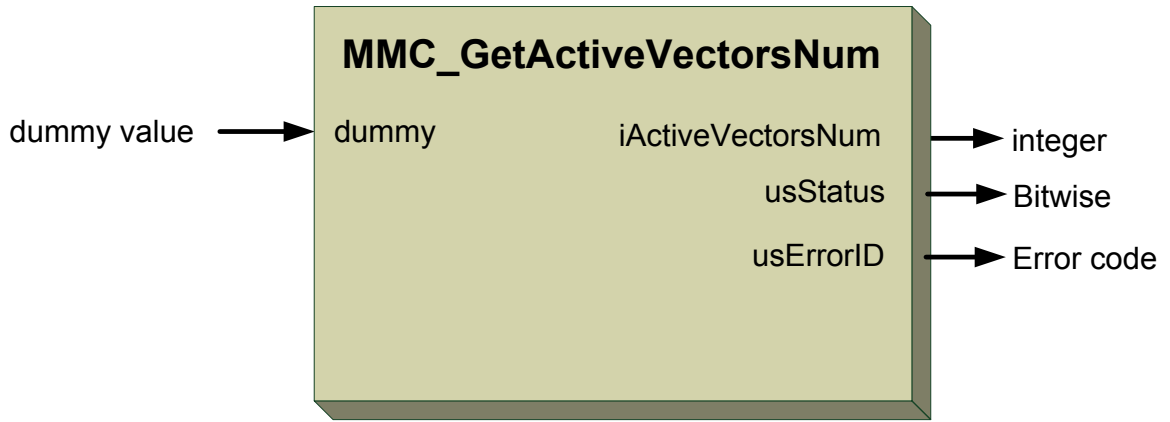 MMC_GetActiveVectorsNum
dummy value dummy iActiveVectorsNum integer
usStatus Bitwise
usErrorID Error code